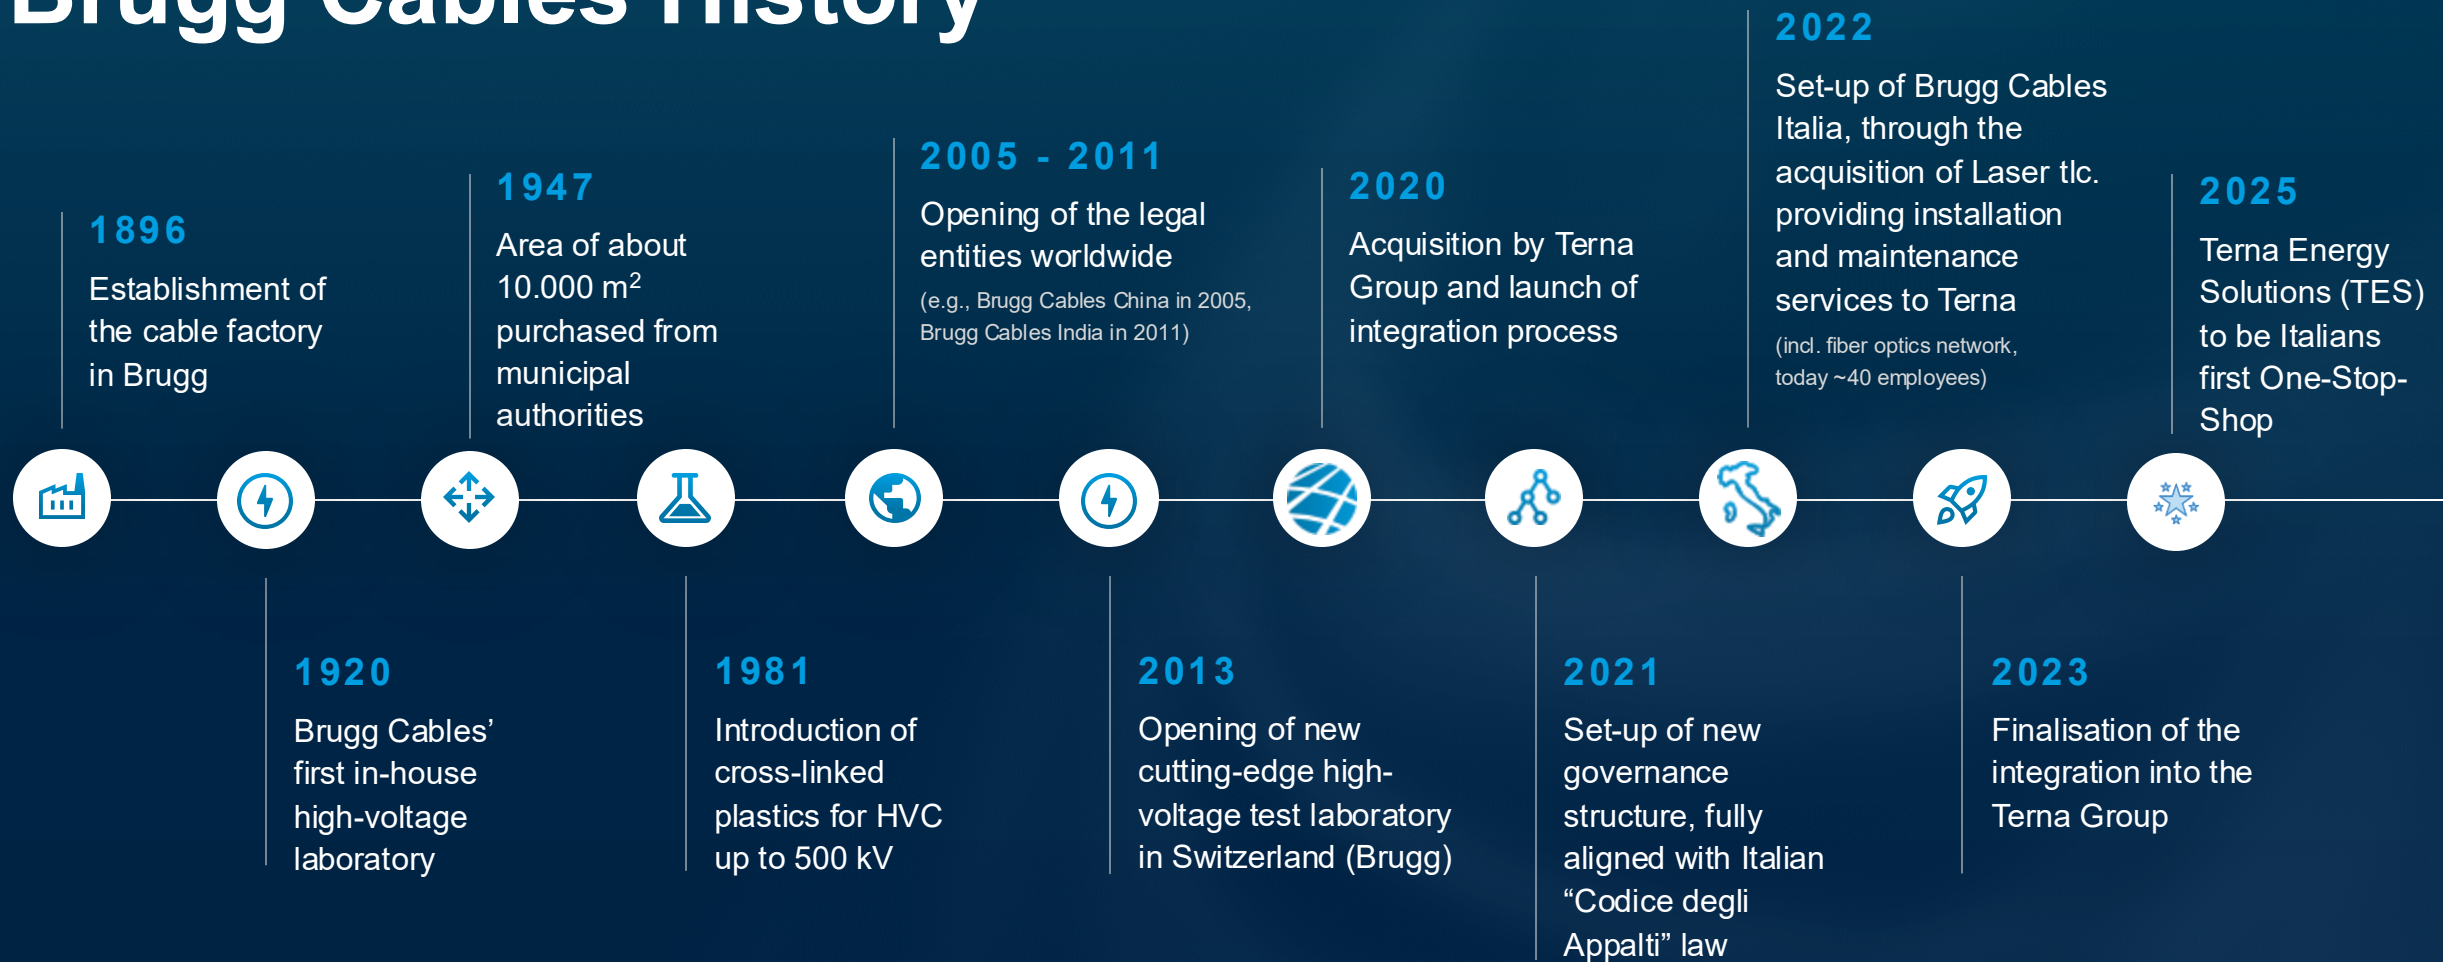 Brugg Cables History
1896
Establishment of
the cable factory
in Brugg
1920
Brugg Cables’
first in-house
high-voltage
laboratory
1947
Area of about
10.000 m²
purchased from
municipal
authorities
1981
Introduction of
cross-linked
plastics for HVC
up to 500 kV
2005 - 2011
Opening of the legal
entities worldwide
(e.g., Brugg Cables China in 2005,
Brugg Cables India in 2011)
2013
Opening of new
cutting-edge high-
voltage test laboratory
in Switzerland (Brugg)
2020
Acquisition by Terna
Group and launch of
integration process
2021
Set-up of new
governance
structure, fully
aligned with Italian
“Codice degli
Appalti” law
2022
Set-up of Brugg Cables
Italia, through the
acquisition of Laser tlc.
providing installation
and maintenance
services to Terna
(incl. fiber optics network,
today ~40 employees)
2023
Finalisation of the
integration into the
Terna Group
2025
Terna Energy
Solutions (TES)
to be Italians
first One-Stop-
Shop